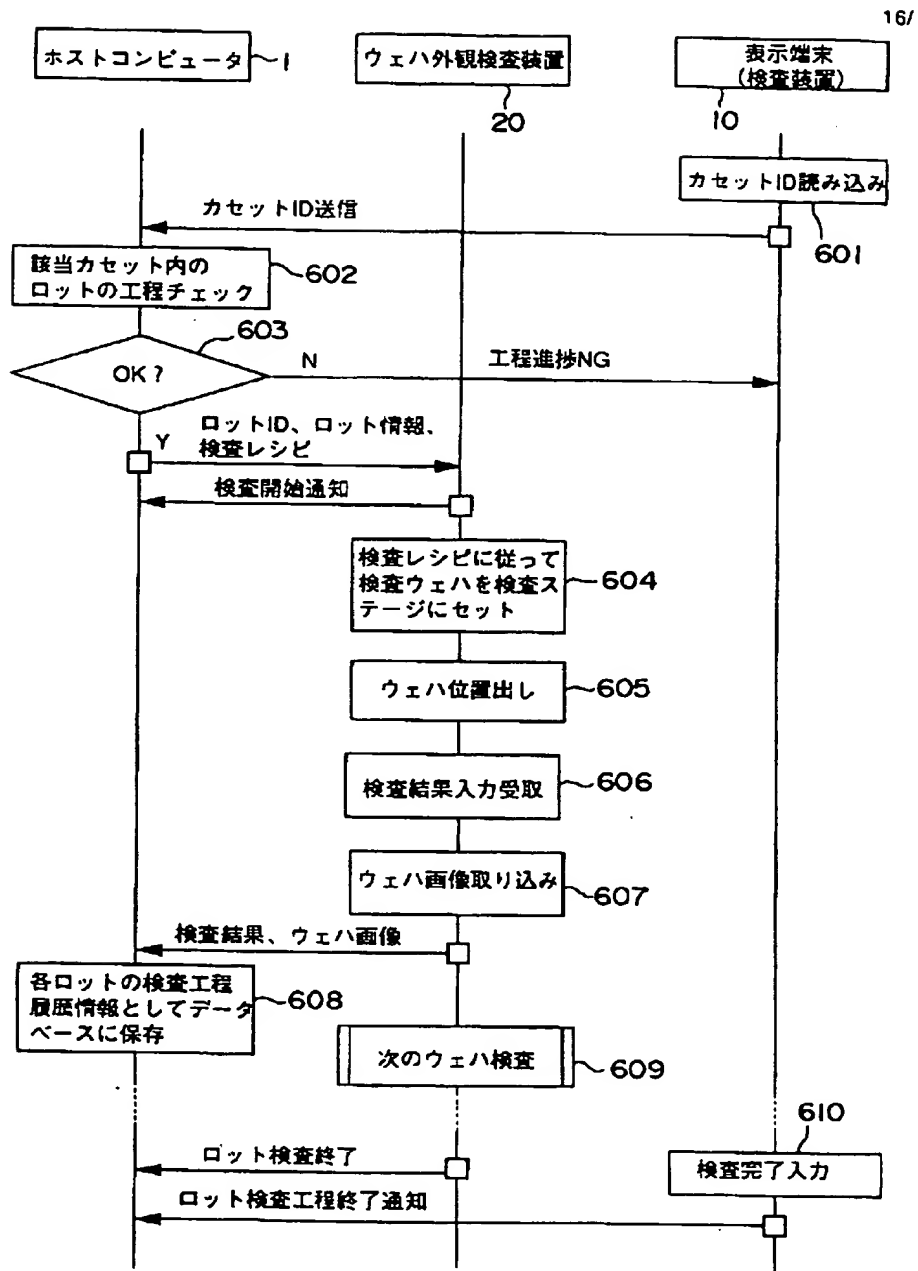 16/
ホストコンピュータ 1
ウェハ外観検査装置
20
表示端末
(検査装置)
10
カセットID読み込み
601
カセットID送信
該当カセット内の
ロットの工程チェック
602
603
OK?
N
工程進捗NG
Y
ロットID、ロット情報、
検査レシピ
検査開始通知
検査レシピに従って
検査ウェハを検査ス
テージにセット
604
ウェハ位置出し
605
検査結果入力受取
606
ウェハ画像取り込み
607
検査結果、ウェハ画像
各ロットの検査工程
履歴情報としてデータ
ベースに保存
608
次のウェハ検査
609
610
ロット検査終了
検査完了入力
ロット検査工程終了通知